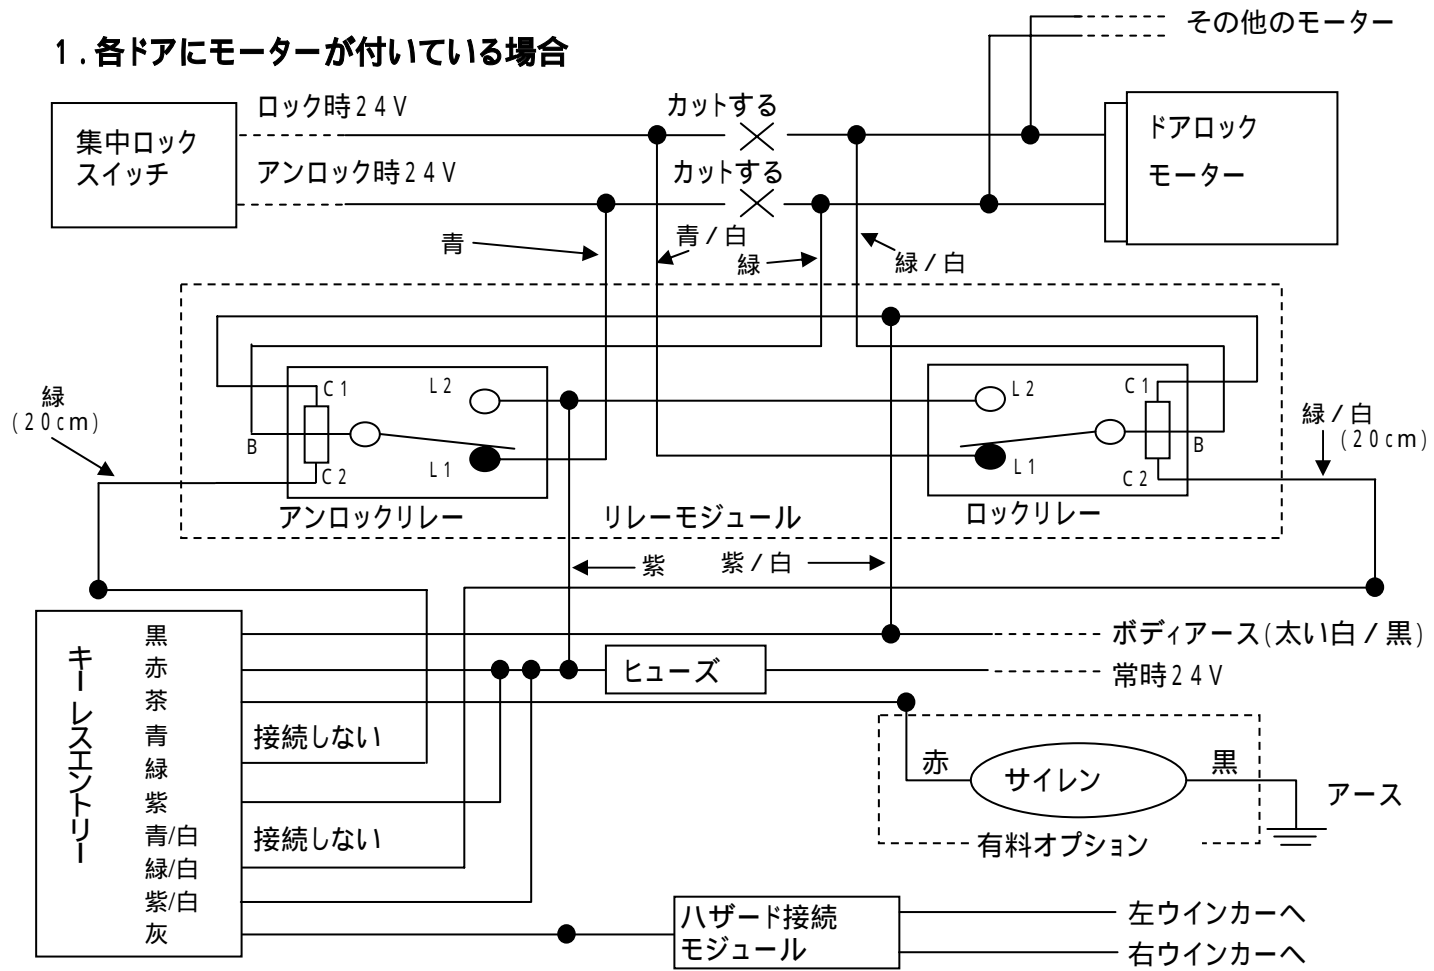 その他のモーター
1.各ドアにモーターが付いている場合
ロック時24V
カットする
集中ロック
スイッチ
ドアロック
モーター
アンロック時24V
カットする
青
青/白
緑
緑/白
C1
L2
L2
C1
緑
(20cm)
緑/白
(20cm)
B
B
L1
C2
L1
C2
アンロックリレー
リレーモジュール
ロックリレー
紫
紫/白
キーレスエントリー
黒
ボディアース(太い白/黒)
赤
ヒューズ
常時24V
茶
青
接続しない
緑
赤
サイレン
黒
アース
紫
青/白
接続しない
有料オプション
緑/白
紫/白
灰
ハザード接続
モジュール
左ウインカーへ
右ウインカーへ